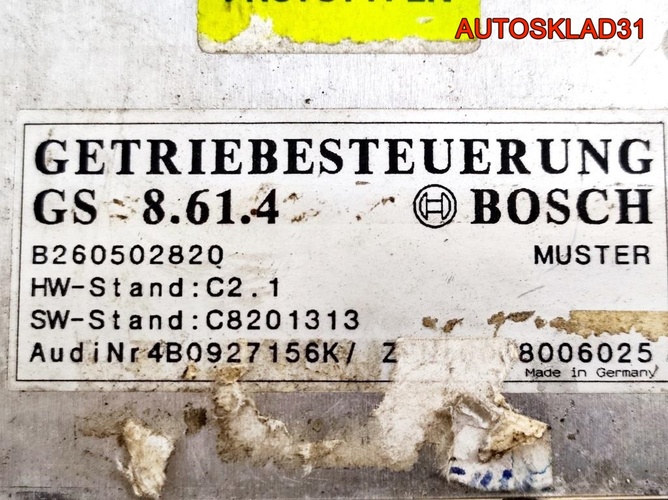 AUTOSKLAD31
GETRIEBESTEUERUNG
GS 8.61.4 BOSCH
B260502820 MUSTER
HW-Stand:C2.1
SW-Stand:C8201313
AudiNr4B0927156K/ Z 8006025
Made in Germany